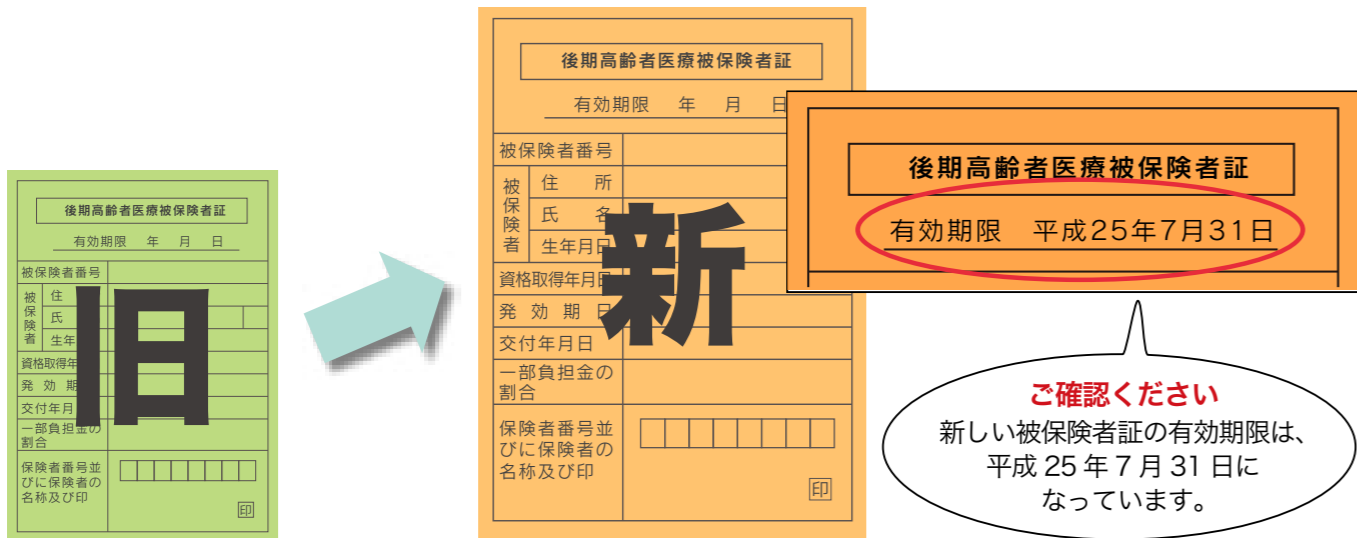 後期高齢者医療被保険者証
有効期限 年 月 日
被保険者番号
被保険者
住
氏
生年
資格取得年
発 効 期
交付年月
一部負担金の
割合
保険者番号並
びに保険者の
名称及び印
印
旧
後期高齢者医療被保険者証
有効期限 年 月 日
被保険者番号
被保険者
住 所
氏 名
生年月日
資格取得年月日
発 効 期 日
交付年月日
一部負担金の
割合
保険者番号並
びに保険者の
名称及び印
印
新
後期高齢者医療被保険者証
有効期限 平成25年7月31日
ご確認ください
新しい被保険者証の有効期限は、
平成 25 年 7 月 31 日に
なっています。